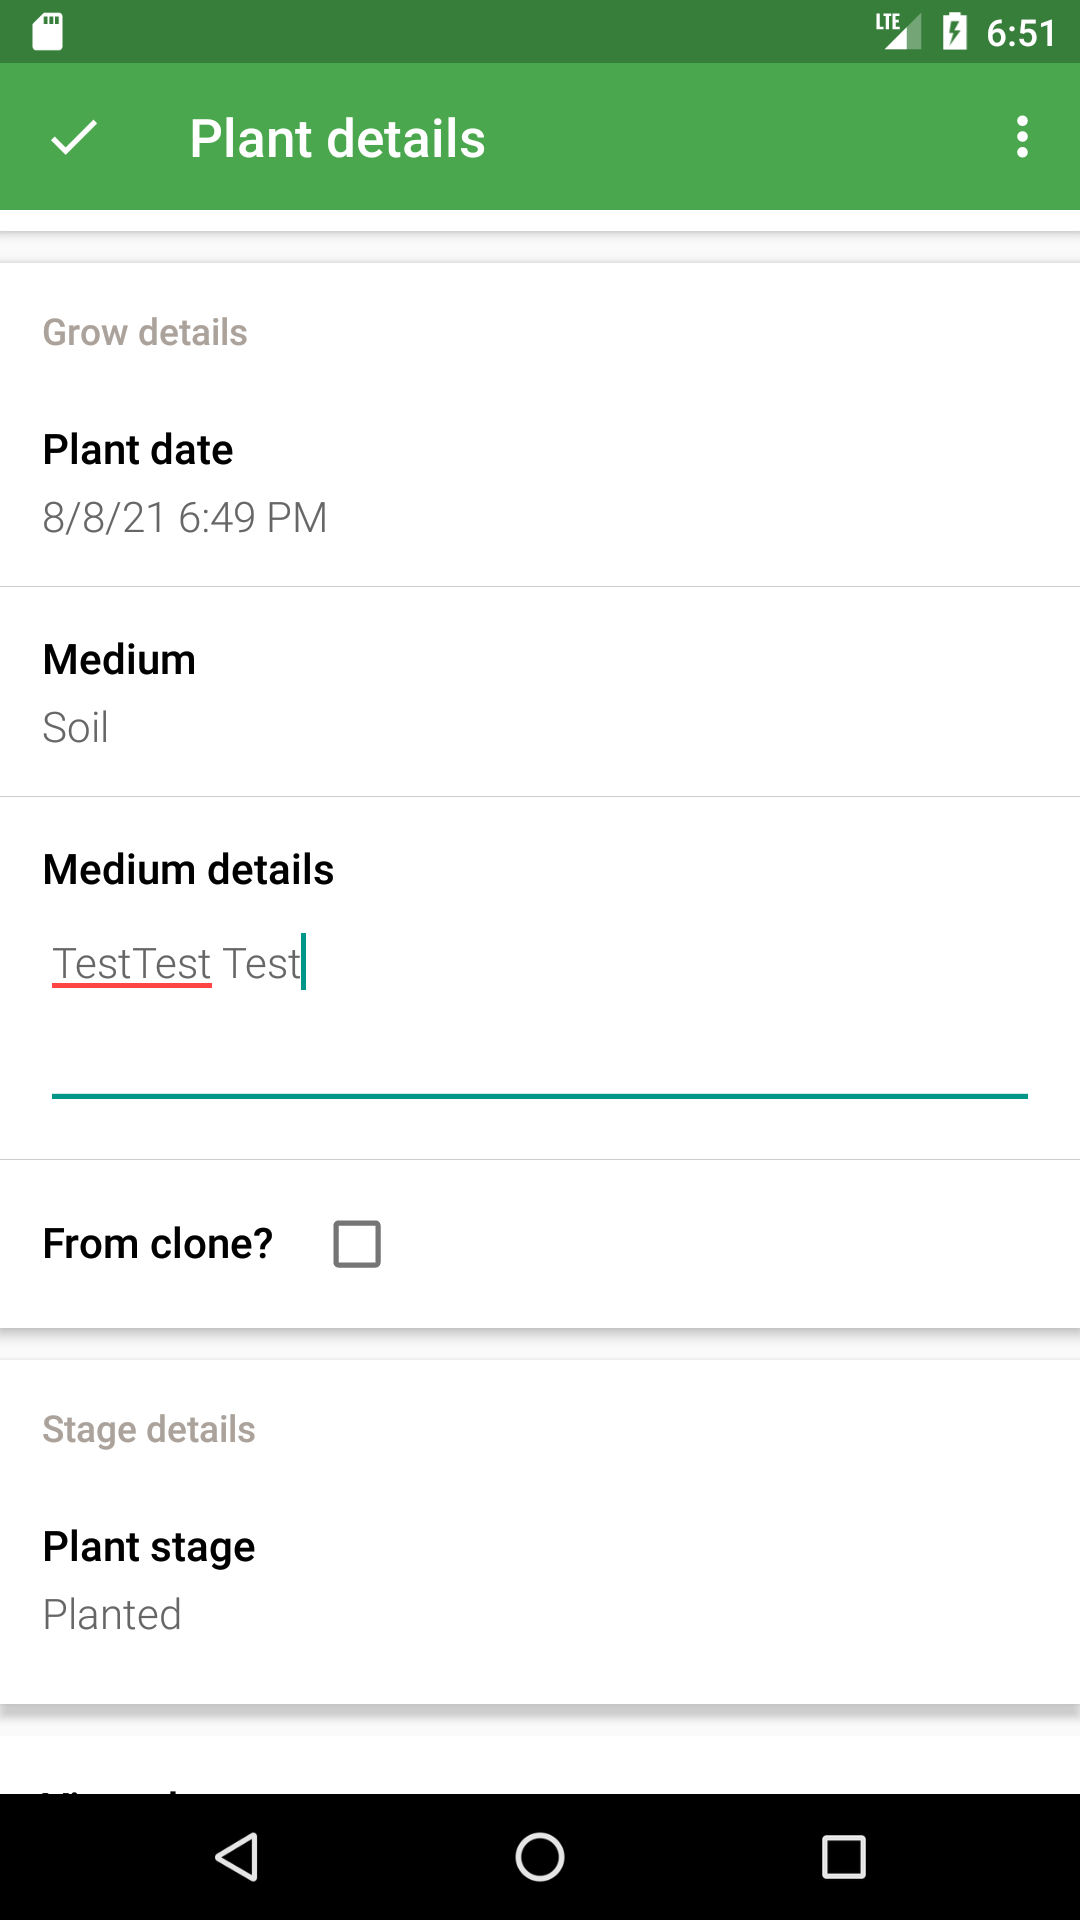 LTE 6:51
Plant details
Grow details
Plant date
8/8/21 6:49 PM
Medium
Soil
Medium details
TestTest Test
From clone?
Stage details
Plant stage
Planted